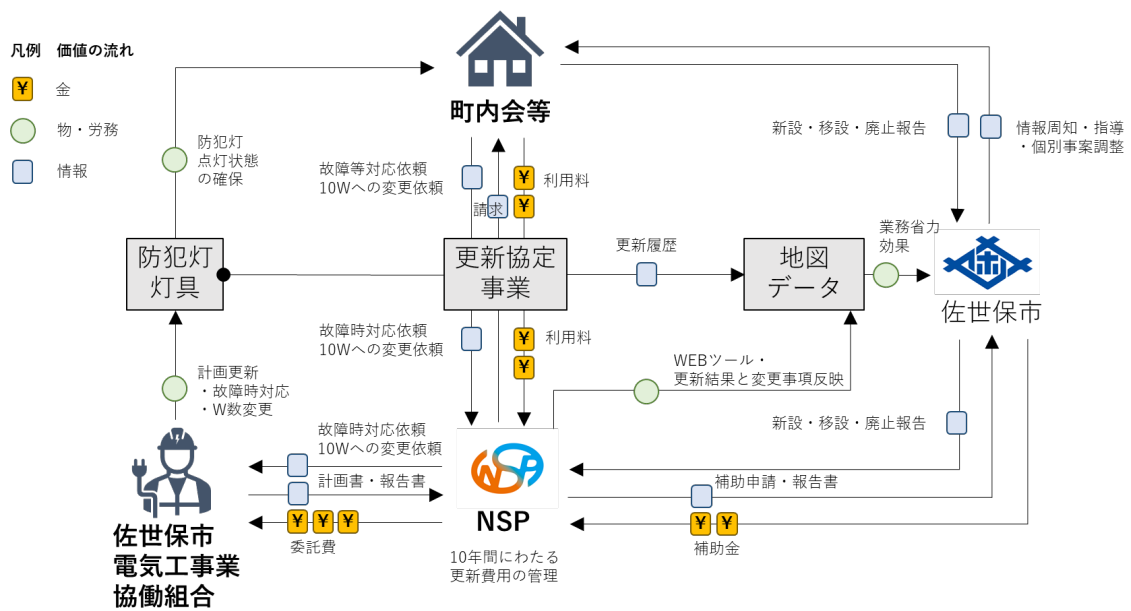 凡例 価値の流れ
¥ 金
物・労務
情報
町内会等
防犯灯
点灯状態
の確保
故障等対応依頼
10Wへの変更依頼
請求
¥
¥
利用料
新設・移設・廃止報告
情報周知・指導
・個別事案調整
防犯灯
灯具
更新協定
事業
更新履歴
地図
データ
業務省力
効果
佐世保市
故障時対応依頼
10Wへの変更依頼
¥
¥
利用料
WEBツール・
更新結果と変更事項反映
計画更新
・故障時対応
・W数変更
新設・移設・廃止報告
故障時対応依頼
10Wへの変更依頼
計画書・報告書
¥ ¥ ¥
委託費
NSP
NSP
10年間にわたる
更新費用の管理
補助申請・報告書
¥ ¥
補助金
佐世保市
電気工事業
協働組合